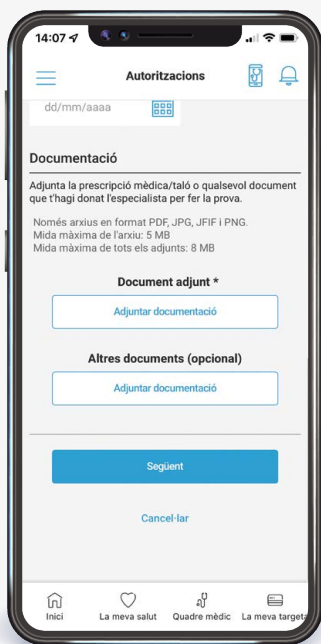 14:07
Autoritzacions
dd/mm/aaaa
Documentació
Adjunta la prescripció mèdica/taló o qualsevol document
que t'hagi donat l'especialista per fer la prova.
Només arxius en format PDF, JPG, JFIF i PNG.
Mida màxima de l'arxiu: 5 MB
Mida màxima de tots els adjunts: 8 MB
Document adjunt *
Adjuntar documentació
Altres documents (opcional)
Adjuntar documentació
Següent
Cancel·lar
Inici La meva salut Quadre mèdic La meva targeta